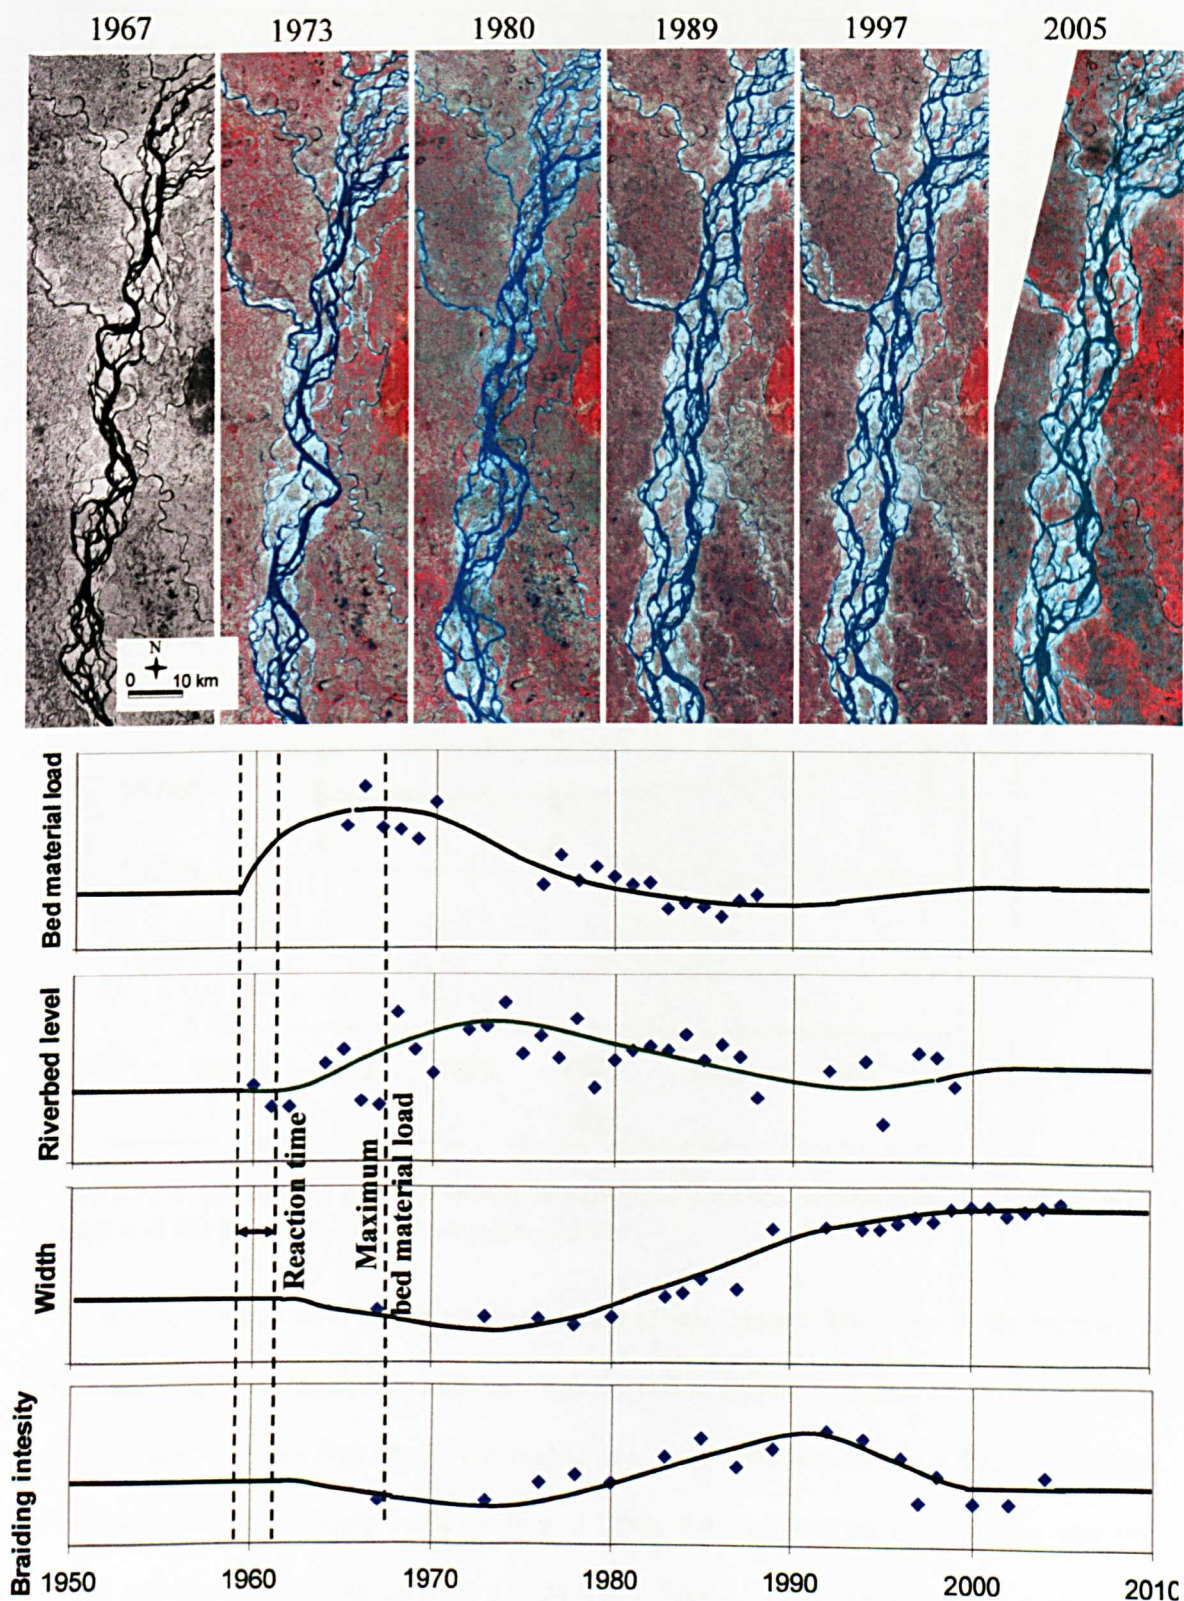 1967 1973 1980 1989 1997 2005
N
0 10 km
Bed material load
Riverbed level
Reaction time
Maximum
bed material load
Width
Braiding intesity
1950 1960 1970 1980 1990 2000 2010